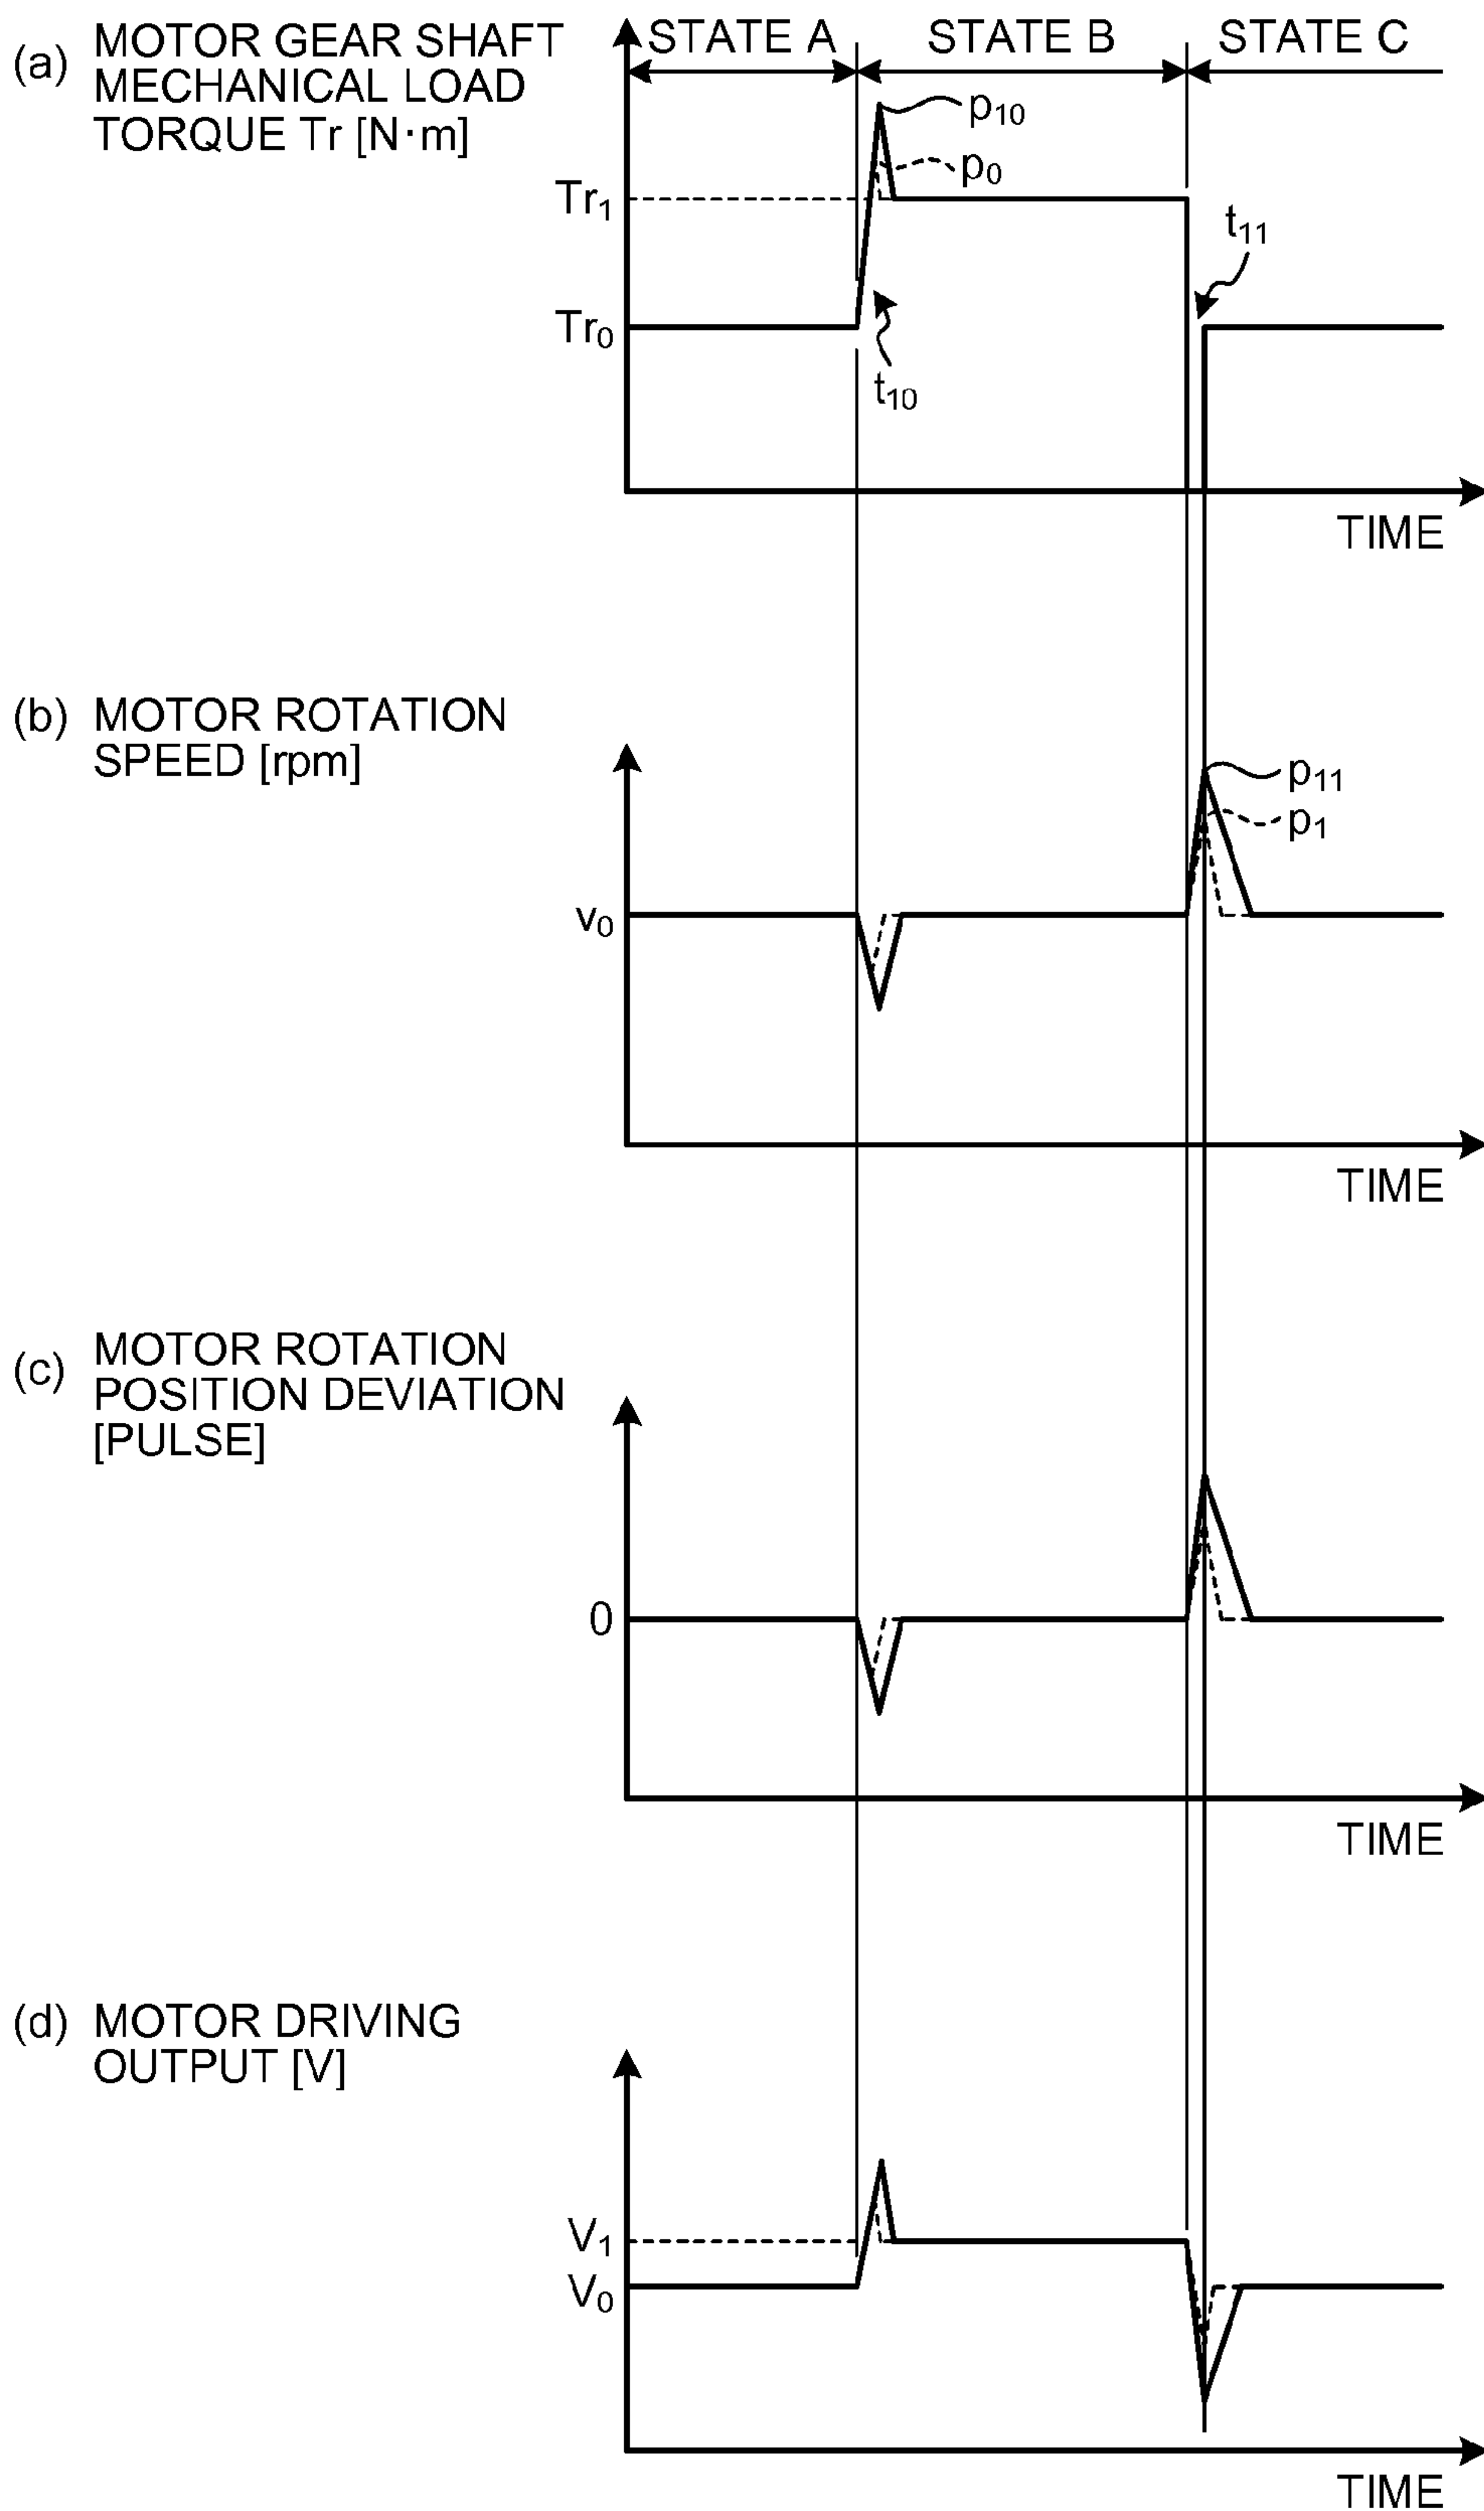 (a) MOTOR GEAR SHAFT
MECHANICAL LOAD
TORQUE Tr [N·m]
STATE A
STATE B
STATE C
p10
p0
Tr1
t11
Tr0
t10
TIME
(b) MOTOR ROTATION
SPEED [rpm]
p11
p1
v0
TIME
(c) MOTOR ROTATION
POSITION DEVIATION
[PULSE]
0
TIME
(d) MOTOR DRIVING
OUTPUT [V]
V1
V0
TIME